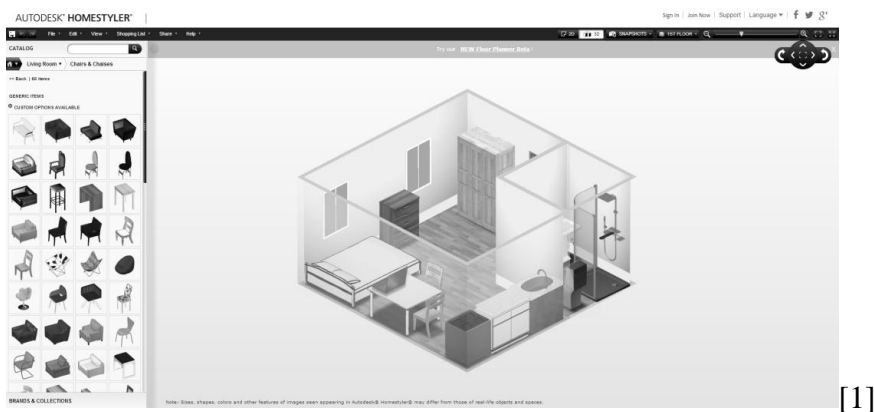 AUTODESK® HOMESTYLER®
Sign In | Join Now | Support | Language
File Edit View Shopping List Share Help
2D 3D SNAPSHOTS 1ST FLOOR
CATALOG
Try our NEW Floor Planner Beta!
Living Room Chairs & Chaises
<< Back | 66 Items
GENERIC ITEMS
CUSTOM OPTIONS AVAILABLE
BRANDS & COLLECTIONS
Note: Sizes, shapes, colors and other features of images seen appearing in Autodesk® Homestyler® may differ from those of real-life objects and spaces.
[1]